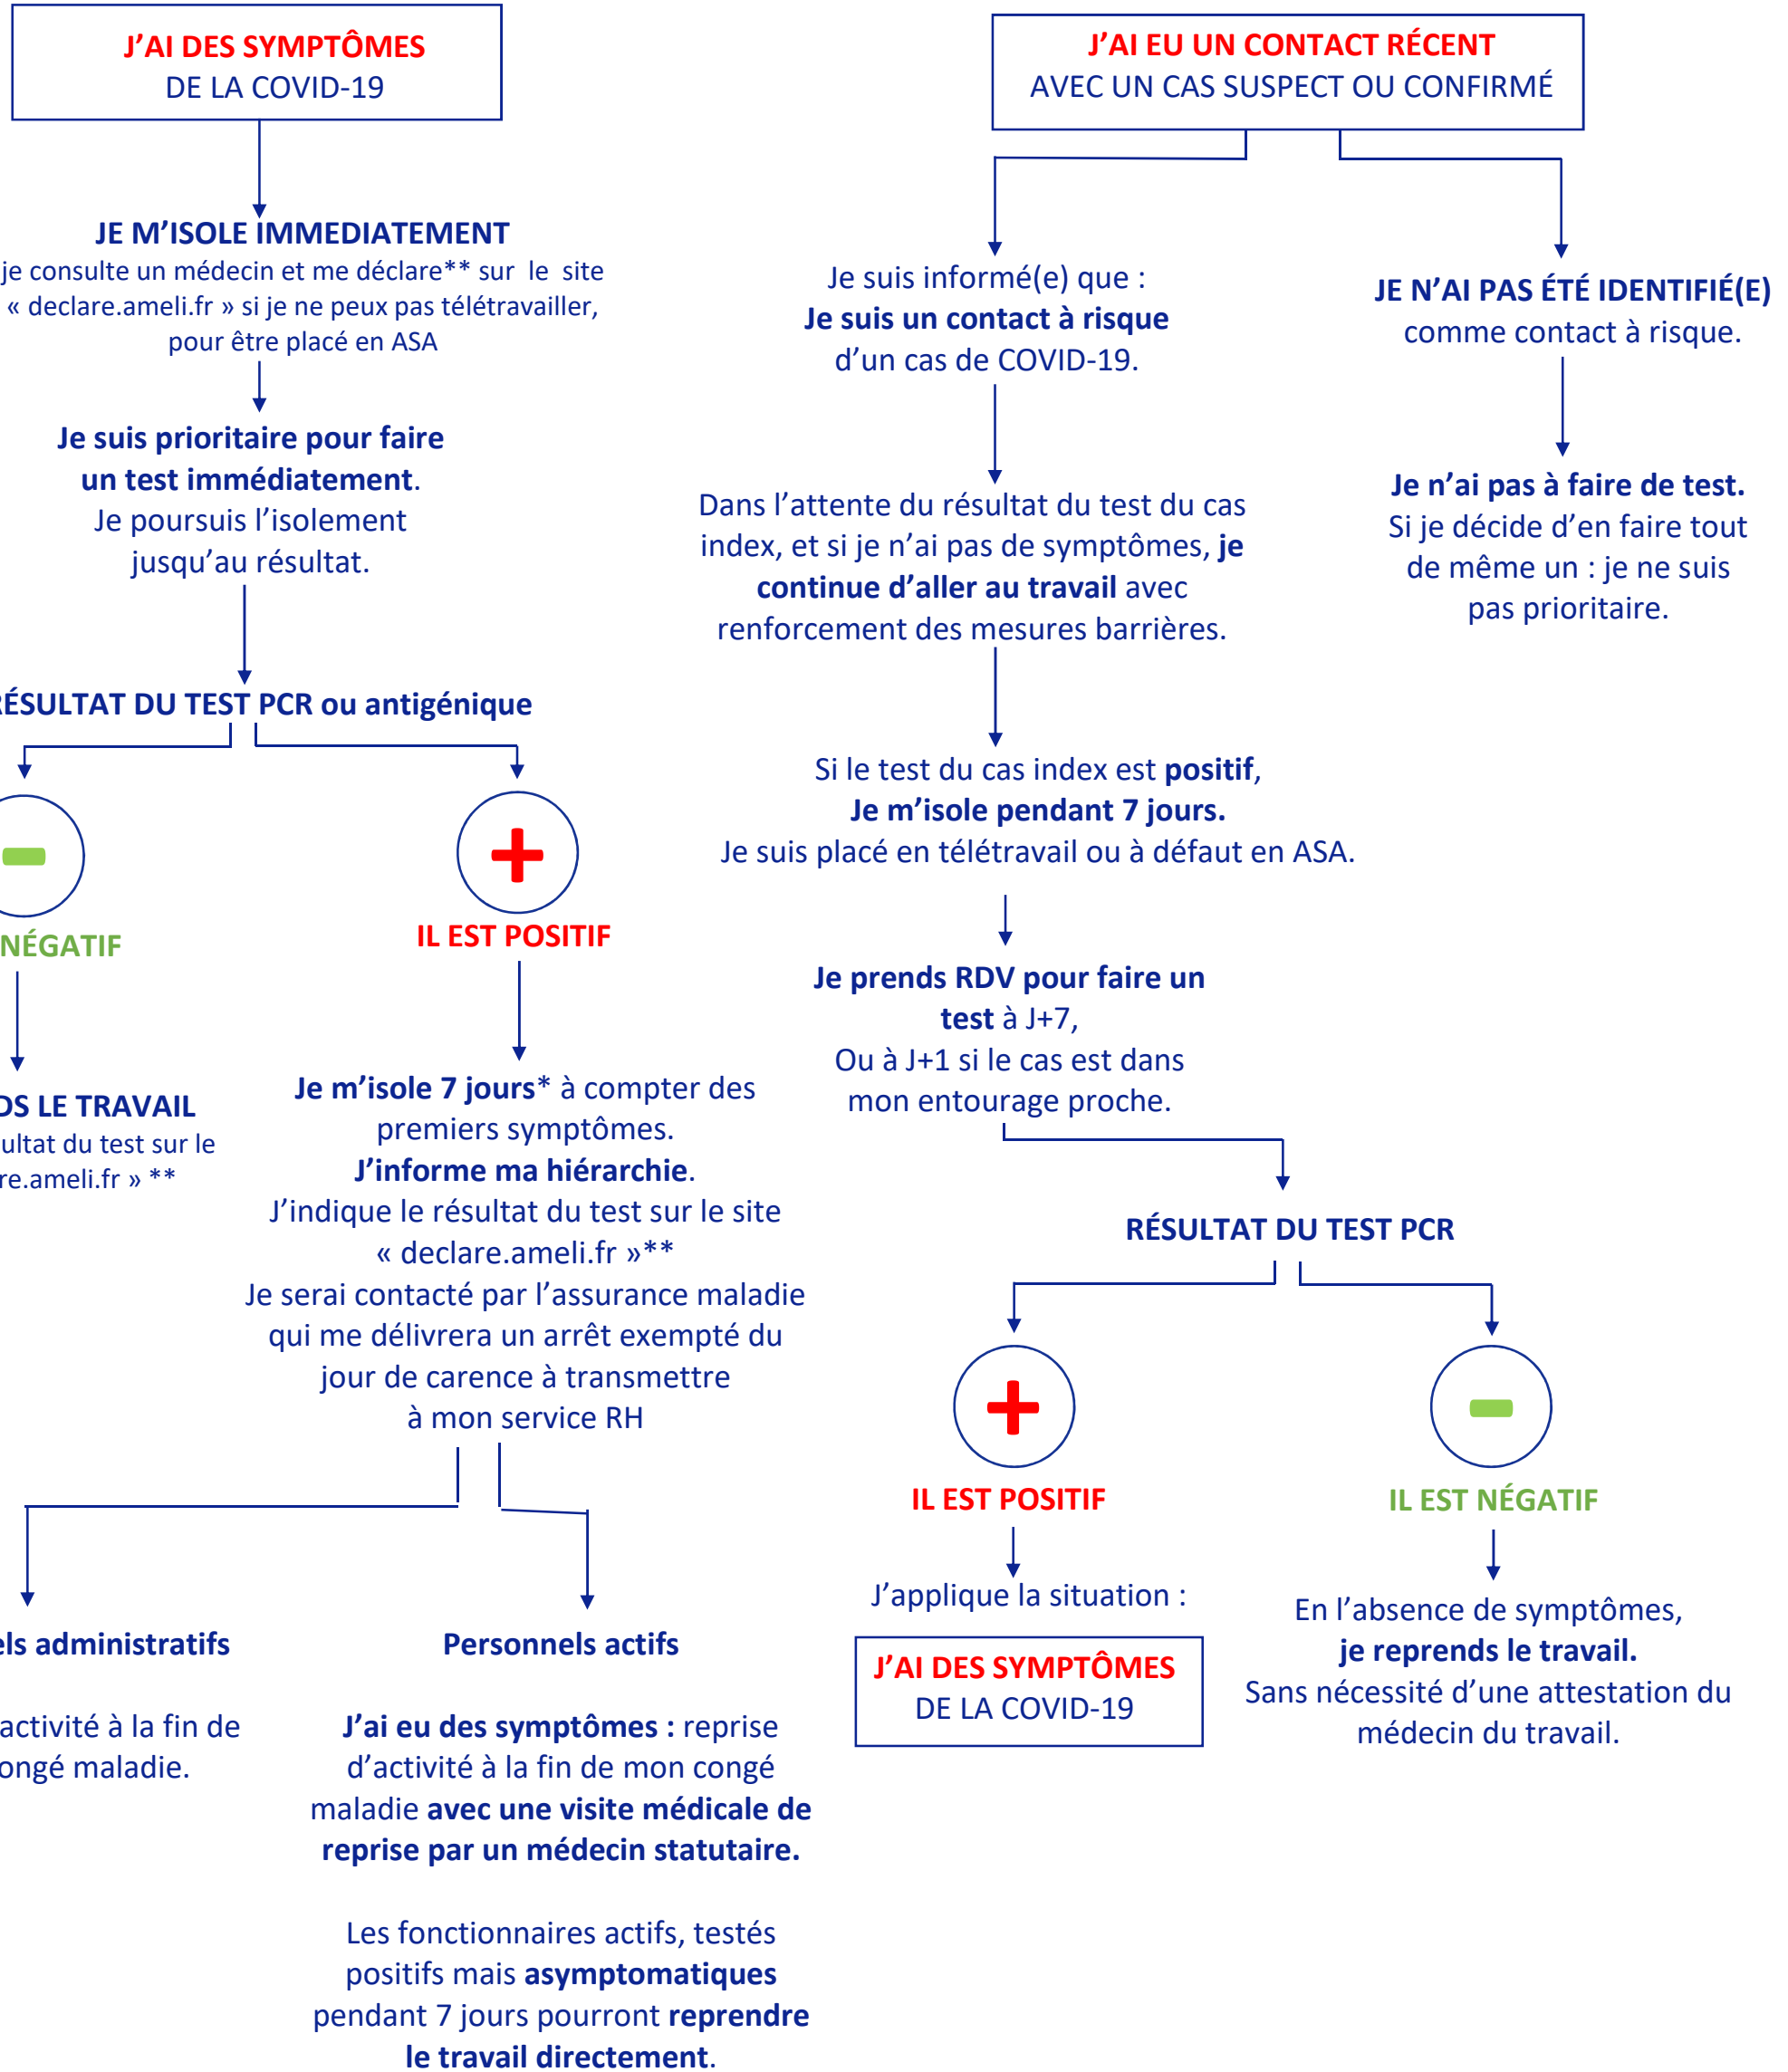 J'AI DES SYMPTÔMES
DE LA COVID-19
JE M'ISOLE IMMEDIATEMENT
je consulte un médecin et me déclare** sur le site
« declare.ameli.fr » si je ne peux pas télétravailler,
pour être placé en ASA
Je suis prioritaire pour faire
un test immédiatement.
Je poursuis l'isolement
jusqu'au résultat.
RÉSULTAT DU TEST PCR ou antigénique
NÉGATIF
LE TRAVAIL
du test sur le
» **
IL EST POSITIF
Je m'isole 7 jours* à compter des
premiers symptômes.
J'informe ma hiérarchie.
J'indique le résultat du test sur le site
« declare.ameli.fr »**
Je serai contacté par l'assurance maladie
qui me délivrera un arrêt exempté du
jour de carence à transmettre
à mon service RH
administratifs
activité à la fin de
maladie.
Personnels actifs
J'ai eu des symptômes : reprise
d'activité à la fin de mon congé
maladie avec une visite médicale de
reprise par un médecin statutaire.
Les fonctionnaires actifs, testés
positifs mais asymptomatiques
pendant 7 jours pourront reprendre
le travail directement.
J'AI EU UN CONTACT RÉCENT
AVEC UN CAS SUSPECT OU CONFIRMÉ
Je suis informé(e) que :
Je suis un contact à risque
d'un cas de COVID-19.
Dans l'attente du résultat du test du cas
index, et si je n'ai pas de symptômes, je
continue d'aller au travail avec
renforcement des mesures barrières.
Si le test du cas index est positif,
Je m'isole pendant 7 jours.
Je suis placé en télétravail ou à défaut en ASA.
Je prends RDV pour faire un
test à J+7,
Ou à J+1 si le cas est dans
mon entourage proche.
RÉSULTAT DU TEST PCR
IL EST POSITIF
J'applique la situation :
J'AI DES SYMPTÔMES
DE LA COVID-19
IL EST NÉGATIF
En l'absence de symptômes,
je reprends le travail.
Sans nécessité d'une attestation du
médecin du travail.
JE N'AI PAS ÉTÉ IDENTIFIÉ(E)
comme contact à risque.
Je n'ai pas à faire de test.
Si je décide d'en faire tout
de même un : je ne suis
pas prioritaire.